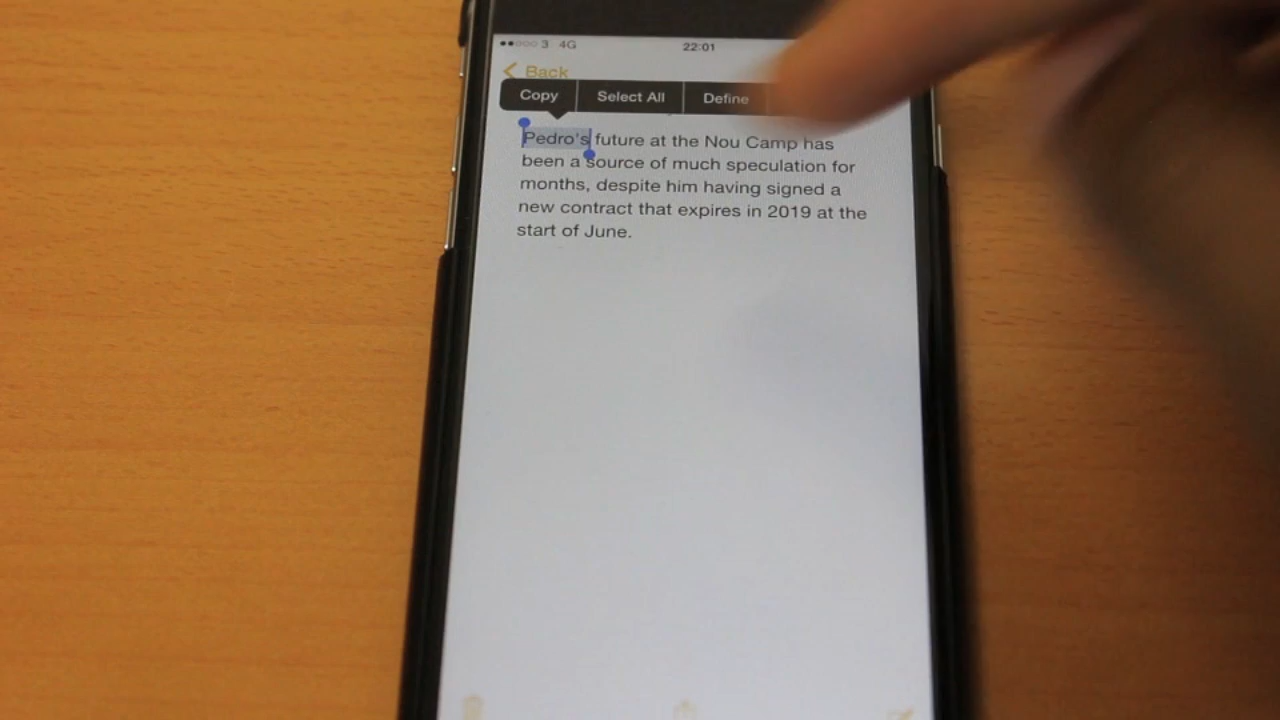 3 4G 22:01
Back
Copy Select All Define
Pedro's future at the Nou Camp has
been a source of much speculation for
months, despite him having signed a
new contract that expires in 2019 at the
start of June.